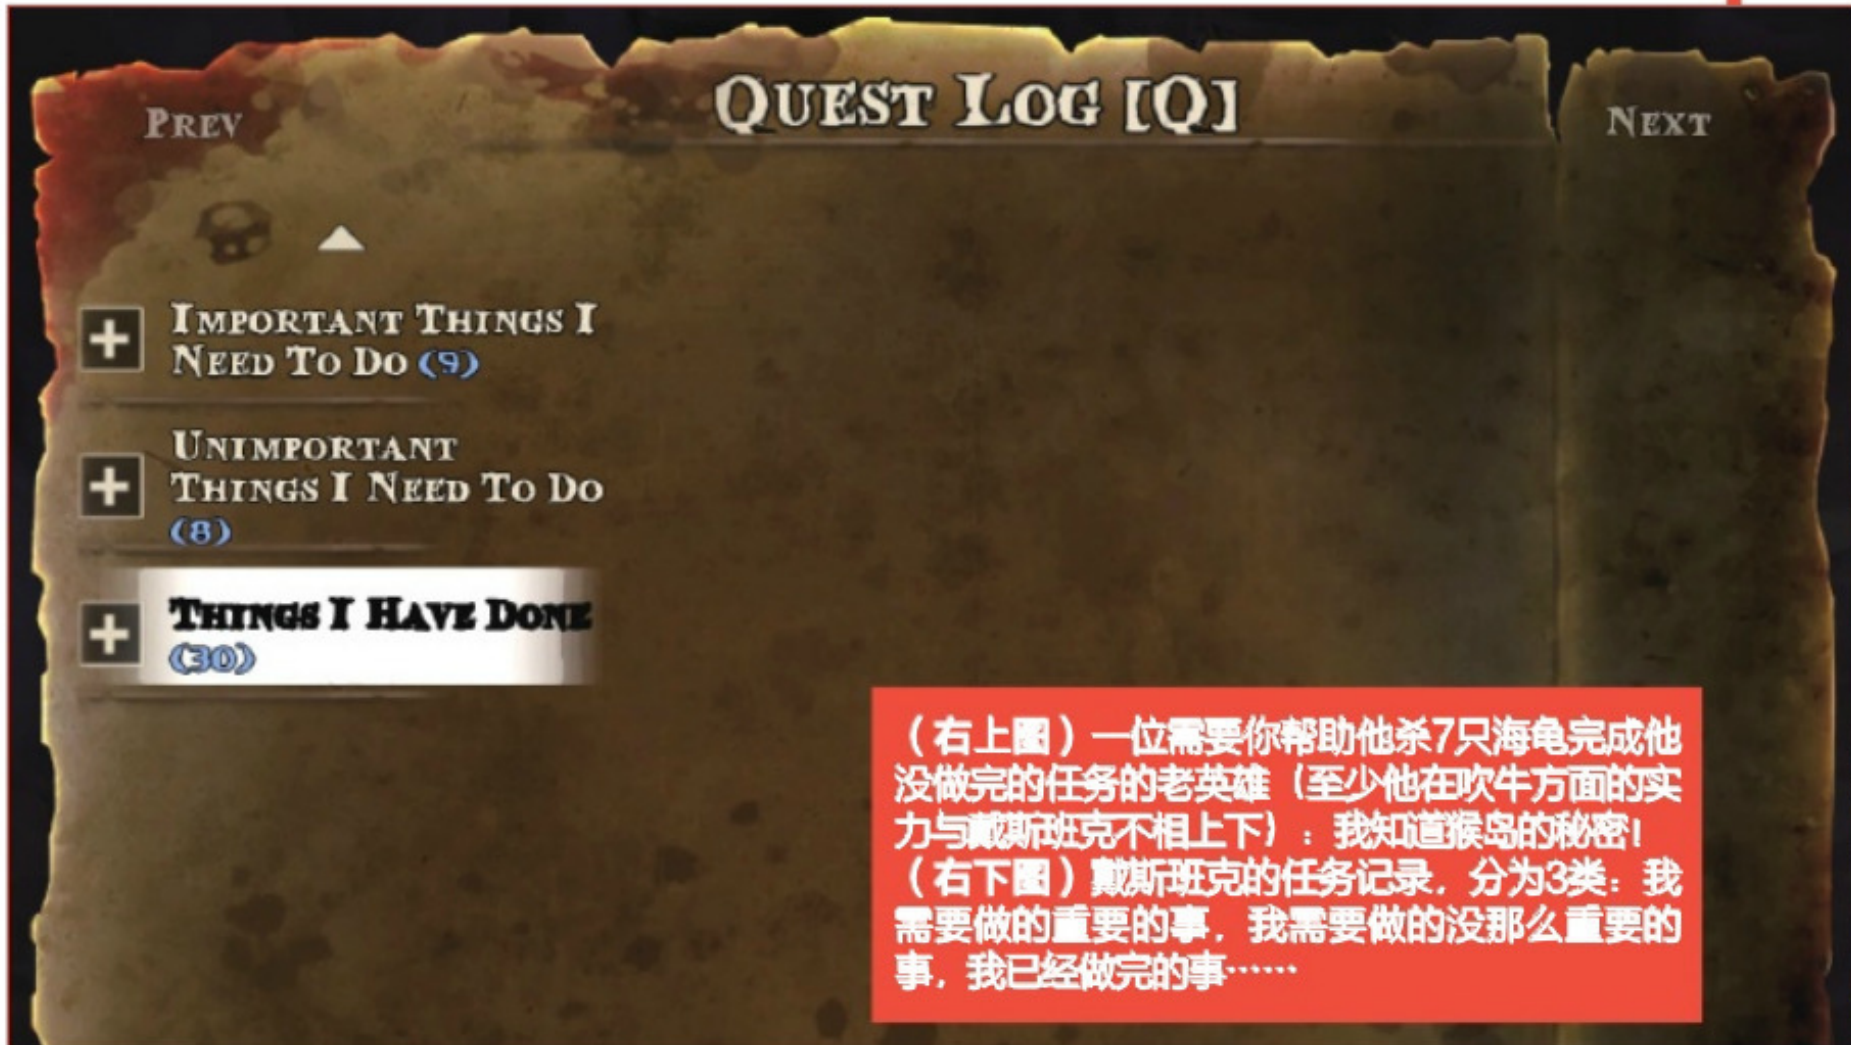 PREV
QUEST LOG [Q]
NEXT
IMPORTANT THINGS I
NEED TO DO (9)
UNIMPORTANT
THINGS I NEED TO DO
(8)
THINGS I HAVE DONE
(30)
（右上图）一位需要你帮助他杀7只海龟完成他
没做完的任务的老英雄（至少他在吹牛方面的实
力与戴斯班克不相上下）：我知道猴岛的秘密！
（右下图）戴斯班克的任务记录，分为3类：我
需要做的重要的事，我需要做的没那么重要的
事，我已经做完的事……